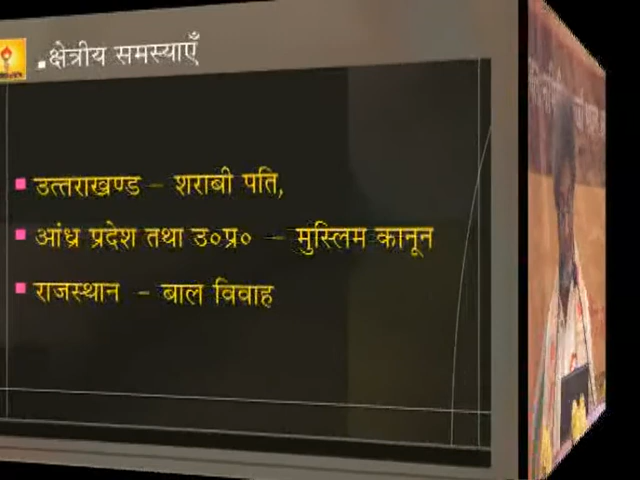 क्षेत्रीय समस्याएँ
उत्तराखण्ड – शराबी पति,
आंध्र प्रदेश तथा उ०प्र० – मुस्लिम कानून
राजस्थान – बाल विवाह